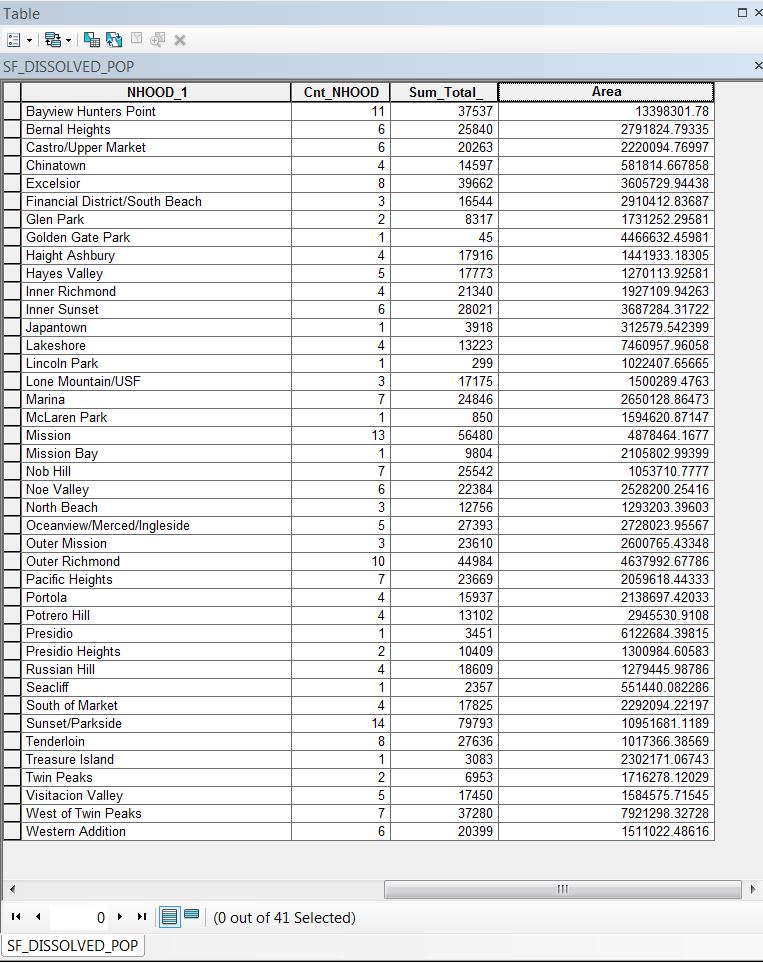 Table
SF_DISSOLVED_POP
NHOOD_1 Cnt_NHOOD Sum_Total_ Area
Bayview Hunters Point 11 37537 13398301.78
Bernal Heights 6 25840 2791824.79335
Castro/Upper Market 6 20263 2220094.76997
Chinatown 4 14597 581814.667858
Excelsior 8 39662 3605729.94438
Financial District/South Beach 3 16544 2910412.83687
Glen Park 2 8317 1731252.29581
Golden Gate Park 1 45 4466632.45981
Haight Ashbury 4 17916 1441933.18305
Hayes Valley 5 17773 1270113.92581
Inner Richmond 4 21340 1927109.94263
Inner Sunset 6 28021 3687284.31722
Japantown 1 3918 312579.542399
Lakeshore 4 13223 7460957.96058
Lincoln Park 1 299 1022407.65665
Lone Mountain/USF 3 17175 1500289.4763
Marina 7 24846 2650128.86473
McLaren Park 1 850 1594620.87147
Mission 13 56480 4878464.1677
Mission Bay 1 9804 2105802.99399
Nob Hill 7 25542 1053710.7777
Noe Valley 6 22384 2528200.25416
North Beach 3 12756 1293203.39603
Oceanview/Merced/Ingleside 5 27393 2728023.95567
Outer Mission 3 23610 2600765.43348
Outer Richmond 10 44984 4637992.67786
Pacific Heights 7 23669 2059618.44333
Portola 4 15937 2138697.42033
Potrero Hill 4 13102 2945530.9108
Presidio 1 3451 6122684.39815
Presidio Heights 2 10409 1300984.60583
Russian Hill 4 18609 1279445.98786
Seacliff 1 2357 551440.082286
South of Market 4 17825 2292094.22197
Sunset/Parkside 14 79793 10951681.1189
Tenderloin 8 27636 1017366.38569
Treasure Island 1 3083 2302171.06743
Twin Peaks 2 6953 1716278.12029
Visitacion Valley 5 17450 1584575.71545
West of Twin Peaks 7 37280 7921298.32728
Western Addition 6 20399 1511022.48616
0 (0 out of 41 Selected)
SF_DISSOLVED_POP